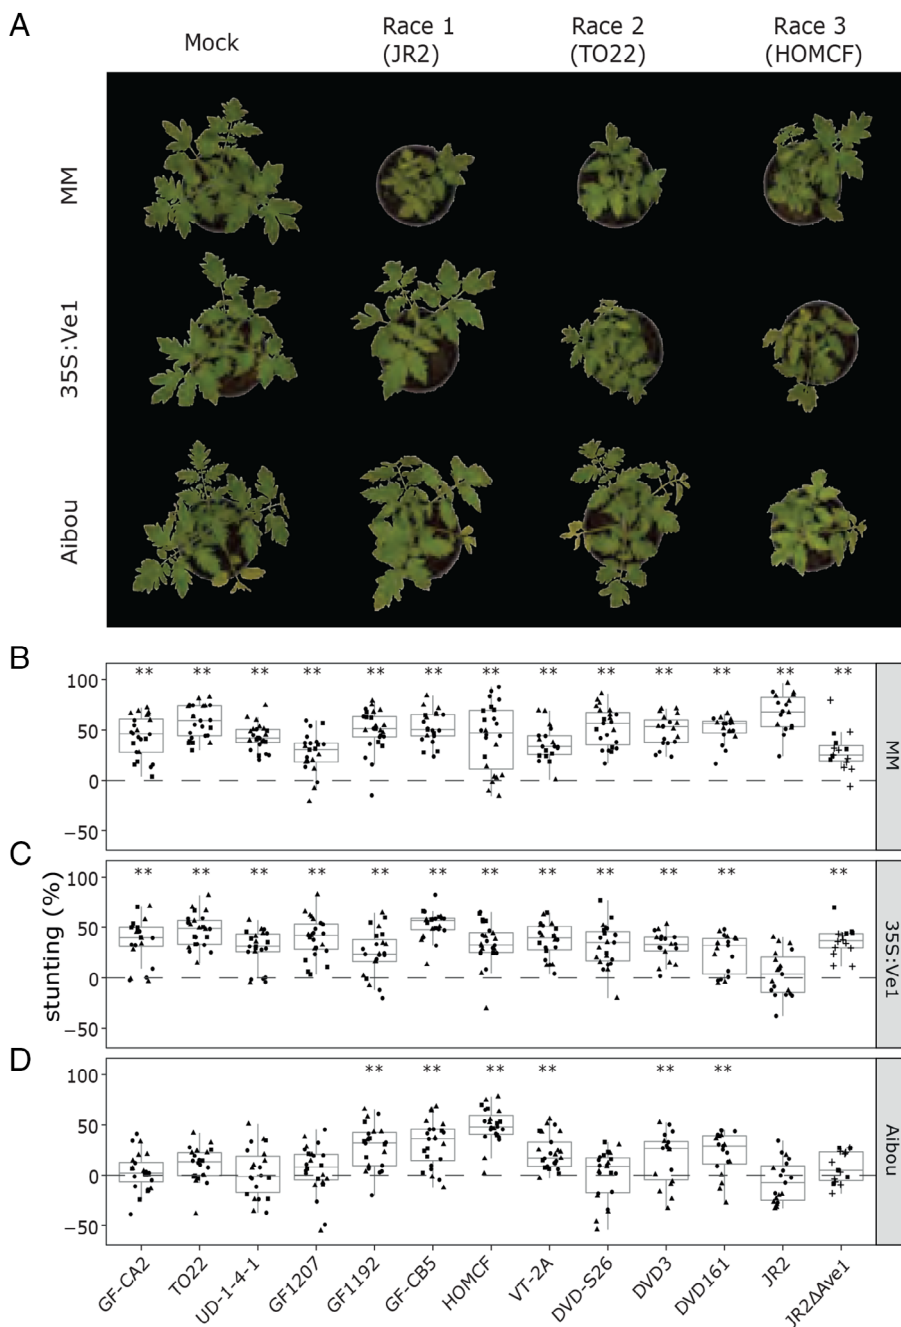 A
Mock
Race 1
(JR2)
Race 2
(TO22)
Race 3
(HOMCF)
MM
35S:Ve1
Aibou
B
** ** ** ** ** ** ** ** ** ** ** ** **
100
50
0
−50
MM
C
** ** ** ** ** ** ** ** ** ** ** **
100
50
0
−50
stunting (%)
35S:Ve1
D
** ** ** ** ** **
100
50
0
−50
Aibou
GF-CA2
TO22
UD-1-4-1
GF1207
GF1192
GF-CB5
HOMCF
VT-2A
DVD-S26
DVD3
DVD161
JR2
JR2ΔAve1